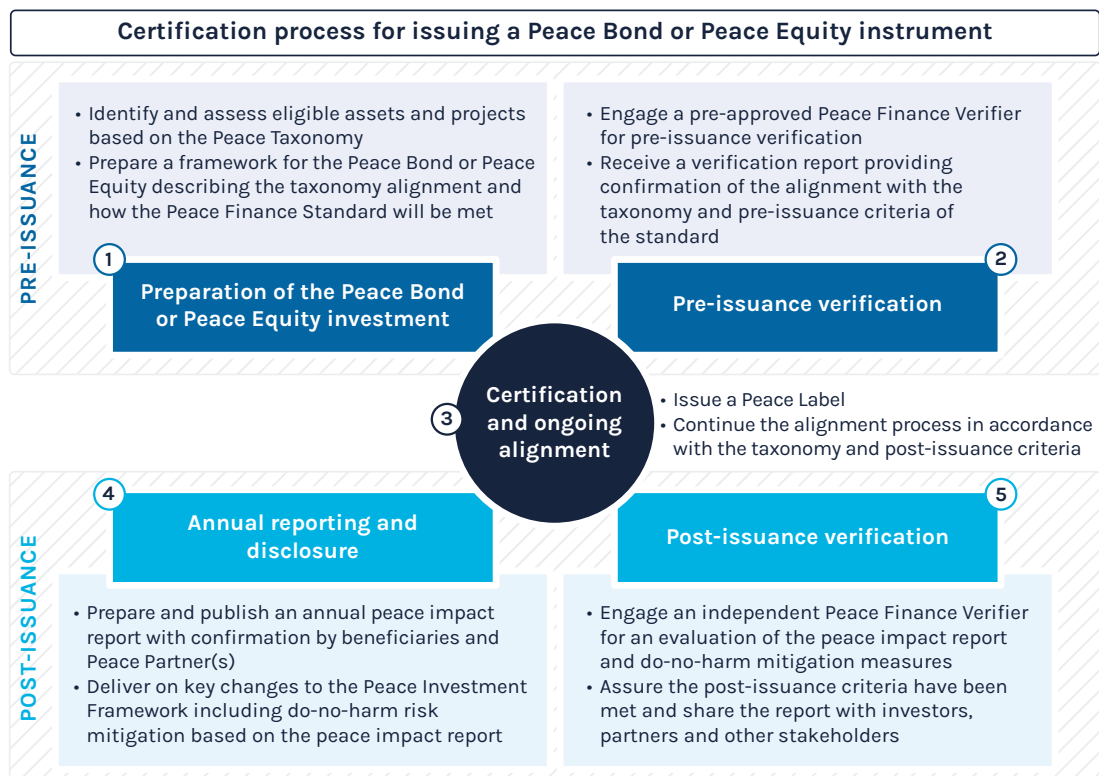 Certification process for issuing a Peace Bond or Peace Equity instrument
PRE-ISSUANCE
• Identify and assess eligible assets and projects
based on the Peace Taxonomy
• Prepare a framework for the Peace Bond or Peace
Equity describing the taxonomy alignment and
how the Peace Finance Standard will be met
1
Preparation of the Peace Bond
or Peace Equity investment
• Engage a pre-approved Peace Finance Verifier
for pre-issuance verification
• Receive a verification report providing
confirmation of the alignment with the
taxonomy and pre-issuance criteria of
the standard
2
Pre-issuance verification
3
Certification
and ongoing
alignment
• Issue a Peace Label
• Continue the alignment process in accordance
with the taxonomy and post-issuance criteria
POST-ISSUANCE
4
Annual reporting and
disclosure
• Prepare and publish an annual peace impact
report with confirmation by beneficiaries and
Peace Partner(s)
• Deliver on key changes to the Peace Investment
Framework including do-no-harm risk
mitigation based on the peace impact report
5
Post-issuance verification
• Engage an independent Peace Finance Verifier
for an evaluation of the peace impact report
and do-no-harm mitigation measures
• Assure the post-issuance criteria have been
met and share the report with investors,
partners and other stakeholders